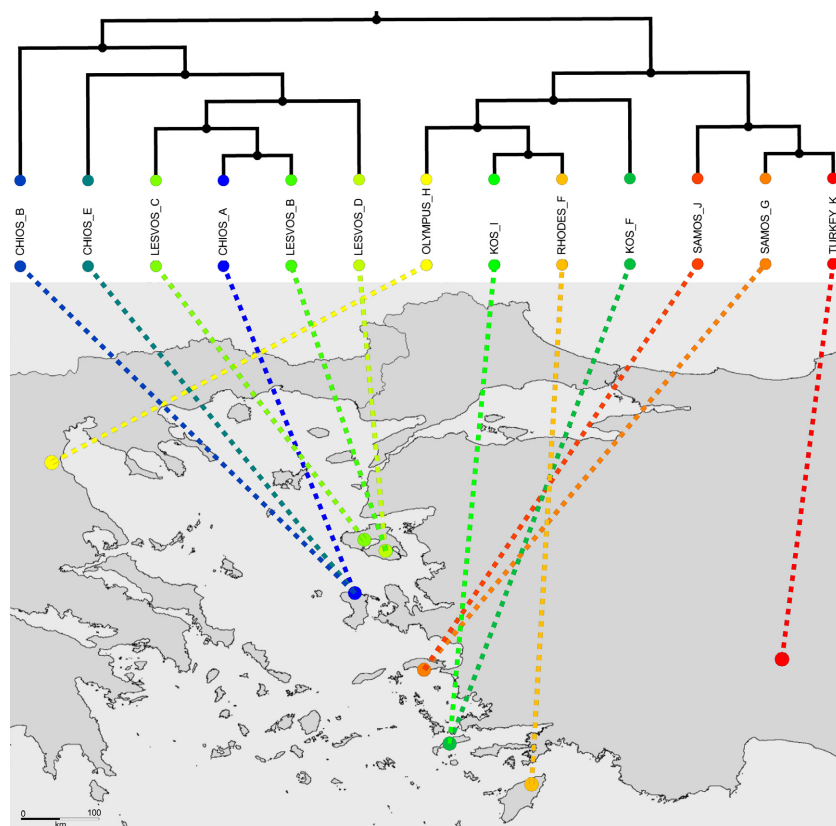 CHIOS_B
CHIOS_E
LESVOS_C
CHIOS_A
LESVOS_B
LESVOS_D
OLYMPUS_H
KOS_I
RHODES_F
KOS_F
SAMOS_J
SAMOS_G
TURKEY_K
0 100
km